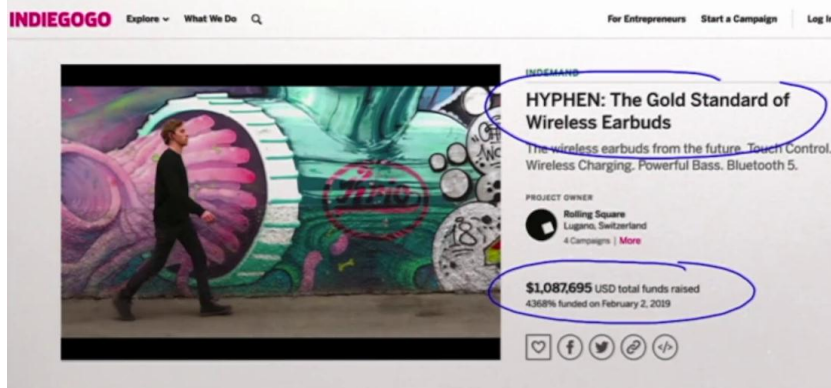 INDIEGOGO Explore What We Do For Entrepreneurs Start a Campaign Log
INDEMAND
HYPHEN: The Gold Standard of
Wireless Earbuds
The wireless earbuds from the future. Touch Control.
Wireless Charging. Powerful Bass. Bluetooth 5.
PROJECT OWNER
Rolling Square
Lugano, Switzerland
4 Campaigns | More
$1,087,695 USD total funds raised
4368% funded on February 2, 2019